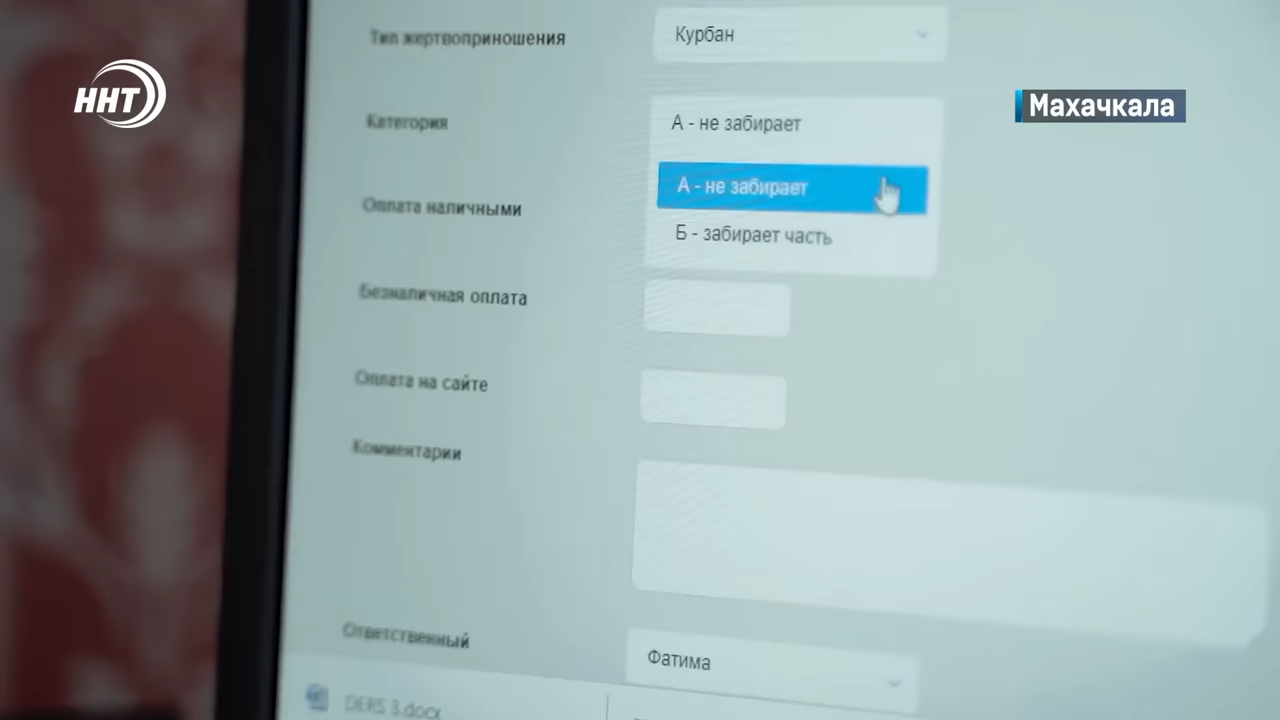 Тип жертвоприношения
Курбан
ННТ
Махачкала
Категория
А - не забирает
А - не забирает
Оплата наличными
Б - забирает часть
Безналичная оплата
Оплата на сайте
Комментарии
Ответственный
Фатима
DERS 3.docx